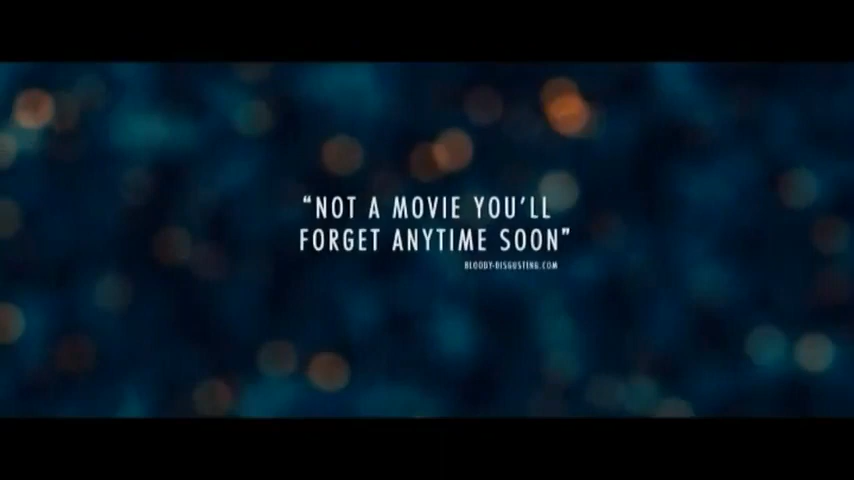 “NOT A MOVIE YOU’LL
FORGET ANYTIME SOON”
BLOODY-DISGUSTING.COM